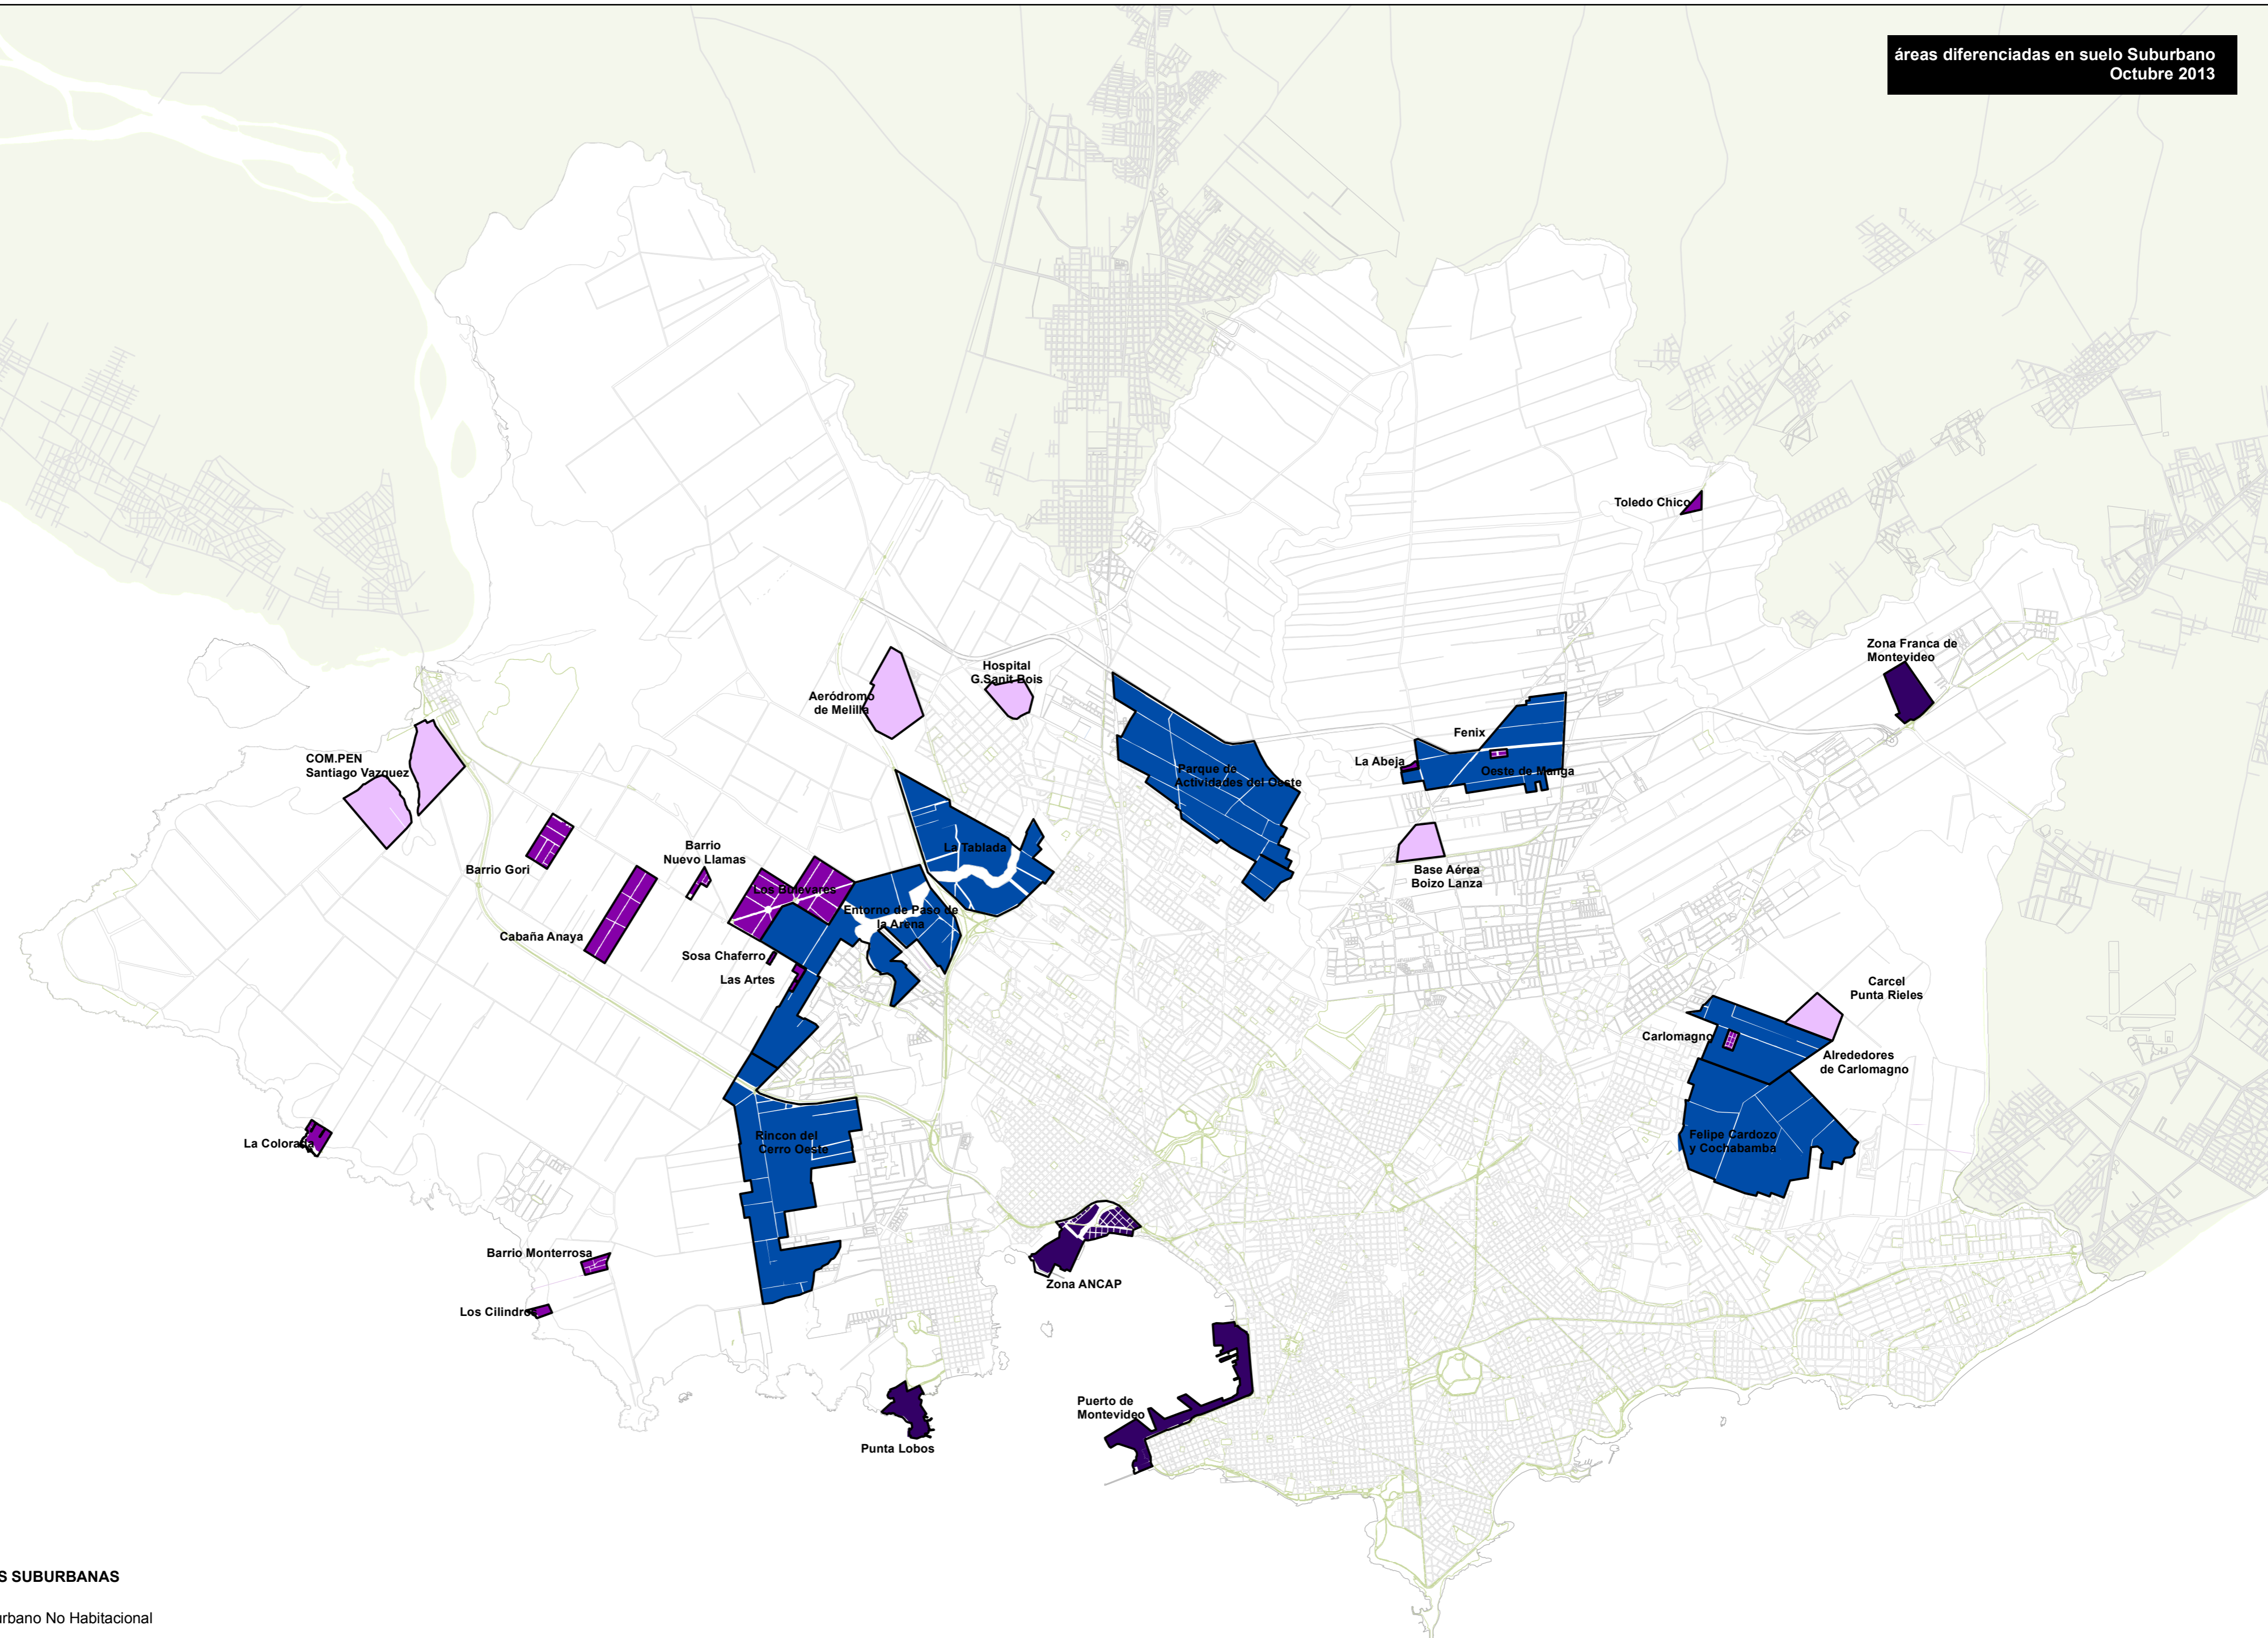 áreas diferenciadas en suelo Suburbano
Octubre 2013
Toledo Chico
Zona Franca de
Montevideo
Hospital
G.Sanit Bois
Aeródromo
de Melilla
Fenix
La Abeja
Oeste de Manga
Parque de
Actividades del Oeste
COM.PEN
Santiago Vazquez
Barrio
Nuevo Llamas
La Tablada
Barrio Gori
Base Aérea
Boizo Lanza
Los Bulevares
Entorno de Paso de
la Arena
Cabaña Anaya
Sosa Chaferro
Las Artes
Carcel
Punta Rieles
Carlomagno
Alrededores
de Carlomagno
La Colorada
Rincon del
Cerro Oeste
Felipe Cardozo
y Cochabamba
Barrio Monterrosa
Zona ANCAP
Los Cilindros
Puerto de
Montevideo
Punta Lobos
S SUBURBANAS
urbano No Habitacional